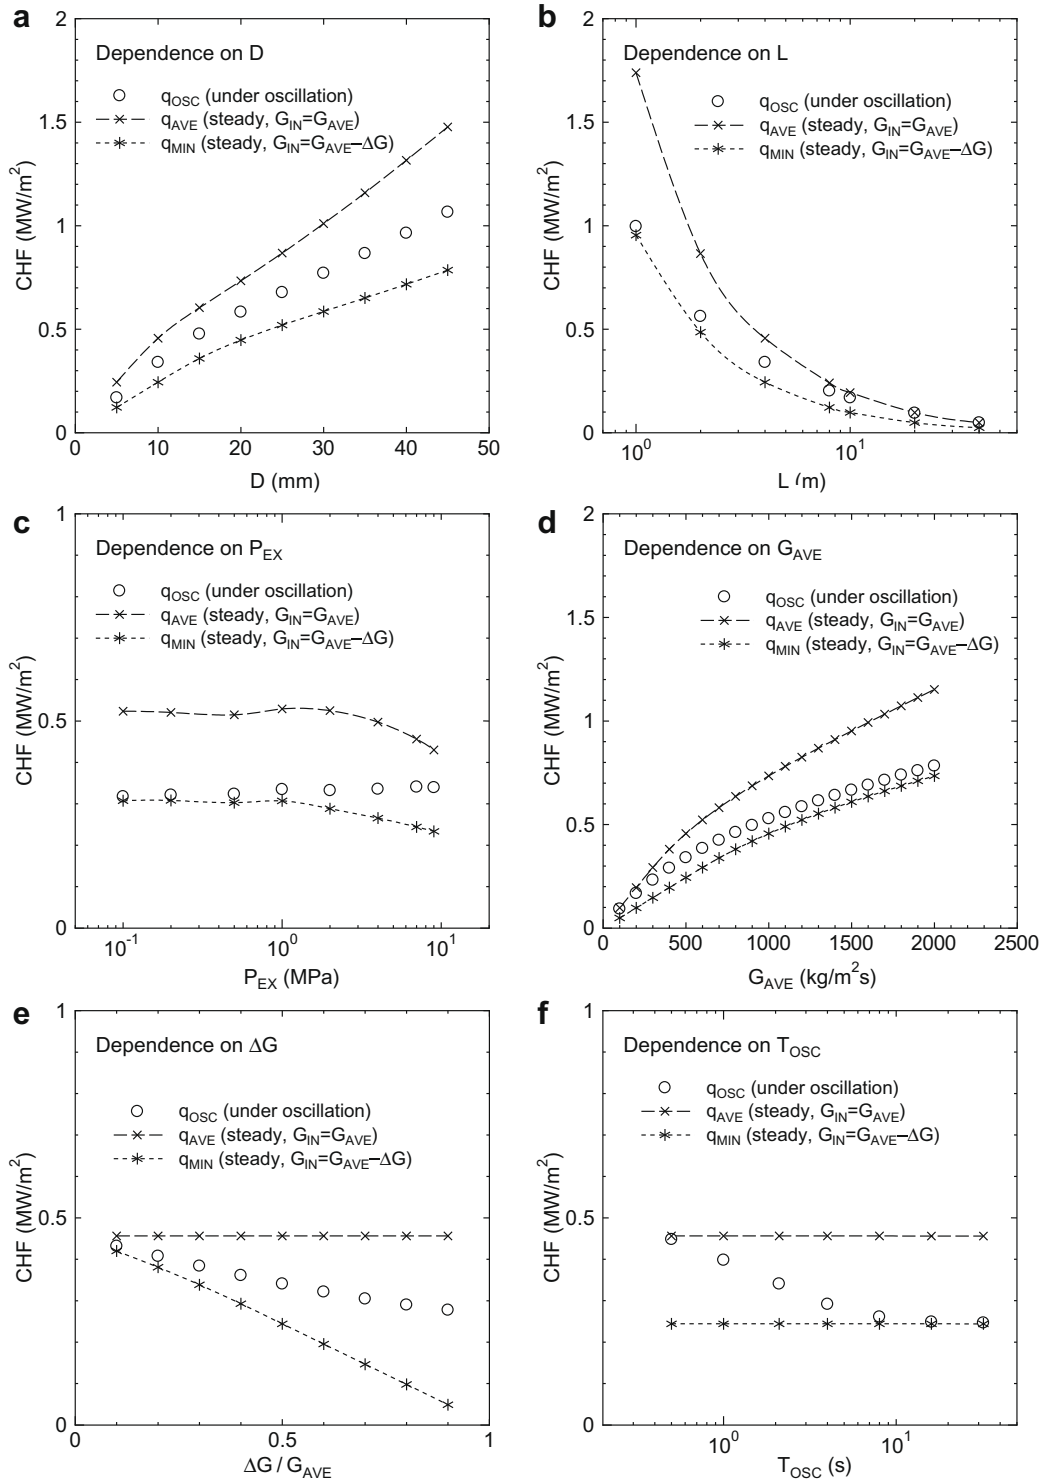 a
2
1.5
1
0.5
0
CHF (MW/m²)
Dependence on D
q_OSC (under oscillation)
q_AVE (steady, G_IN=G_AVE)
q_MIN (steady, G_IN=G_AVE–ΔG)
0 10 20 30 40 50
D (mm)
b
2
1.5
1
0.5
0
CHF (MW/m²)
Dependence on L
q_OSC (under oscillation)
q_AVE (steady, G_IN=G_AVE)
q_MIN (steady, G_IN=G_AVE–ΔG)
10⁰ 10¹
L (m)
c
1
0.5
0
CHF (MW/m²)
Dependence on P_EX
q_OSC (under oscillation)
q_AVE (steady, G_IN=G_AVE)
q_MIN (steady, G_IN=G_AVE–ΔG)
10⁻¹ 10⁰ 10¹
P_EX (MPa)
d
2
1.5
1
0.5
0
CHF (MW/m²)
Dependence on G_AVE
q_OSC (under oscillation)
q_AVE (steady, G_IN=G_AVE)
q_MIN (steady, G_IN=G_AVE–ΔG)
0 500 1000 1500 2000 2500
G_AVE (kg/m²s)
e
1
0.5
0
CHF (MW/m²)
Dependence on ΔG
q_OSC (under oscillation)
q_AVE (steady, G_IN=G_AVE)
q_MIN (steady, G_IN=G_AVE–ΔG)
0 0.5 1
ΔG / G_AVE
f
1
0.5
0
CHF (MW/m²)
Dependence on T_OSC
q_OSC (under oscillation)
q_AVE (steady, G_IN=G_AVE)
q_MIN (steady, G_IN=G_AVE–ΔG)
10⁰ 10¹
T_OSC (s)